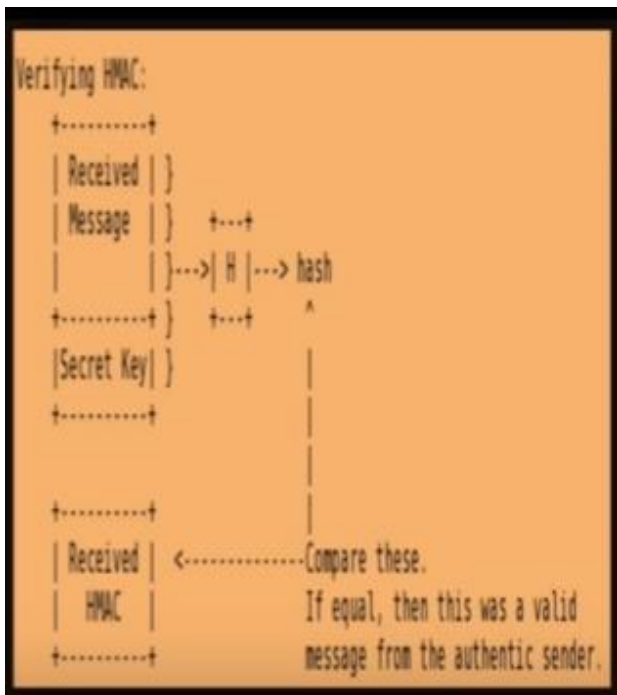 Verifying HMAC:
+----------+
| Received | }
| Message | } +---+
| | }--->| H |---> hash
+----------+ } +---+ ^
|Secret Key| } |
+----------+ |
|
+----------+ |
| Received | <--------------Compare these.
| HMAC | If equal, then this was a valid
+----------+ message from the authentic sender.